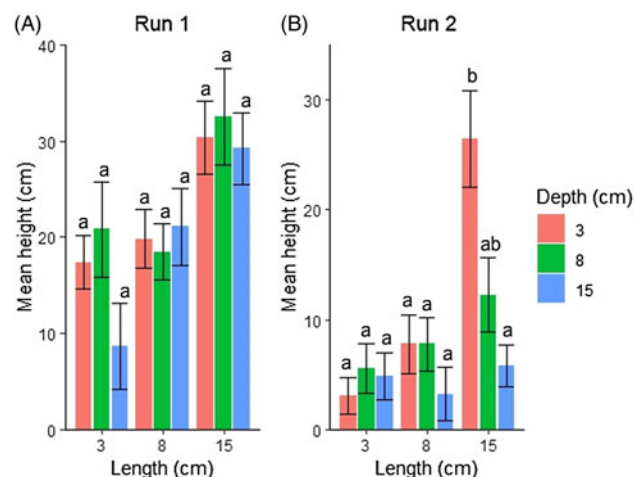 (A) Run 1
(B) Run 2
Mean height (cm)
40
30
20
10
0
a a a a a a a a a
3 8 15
Length (cm)
Mean height (cm)
30
20
10
0
a a a a a a b ab a
3 8 15
Length (cm)
Depth (cm)
3
8
15